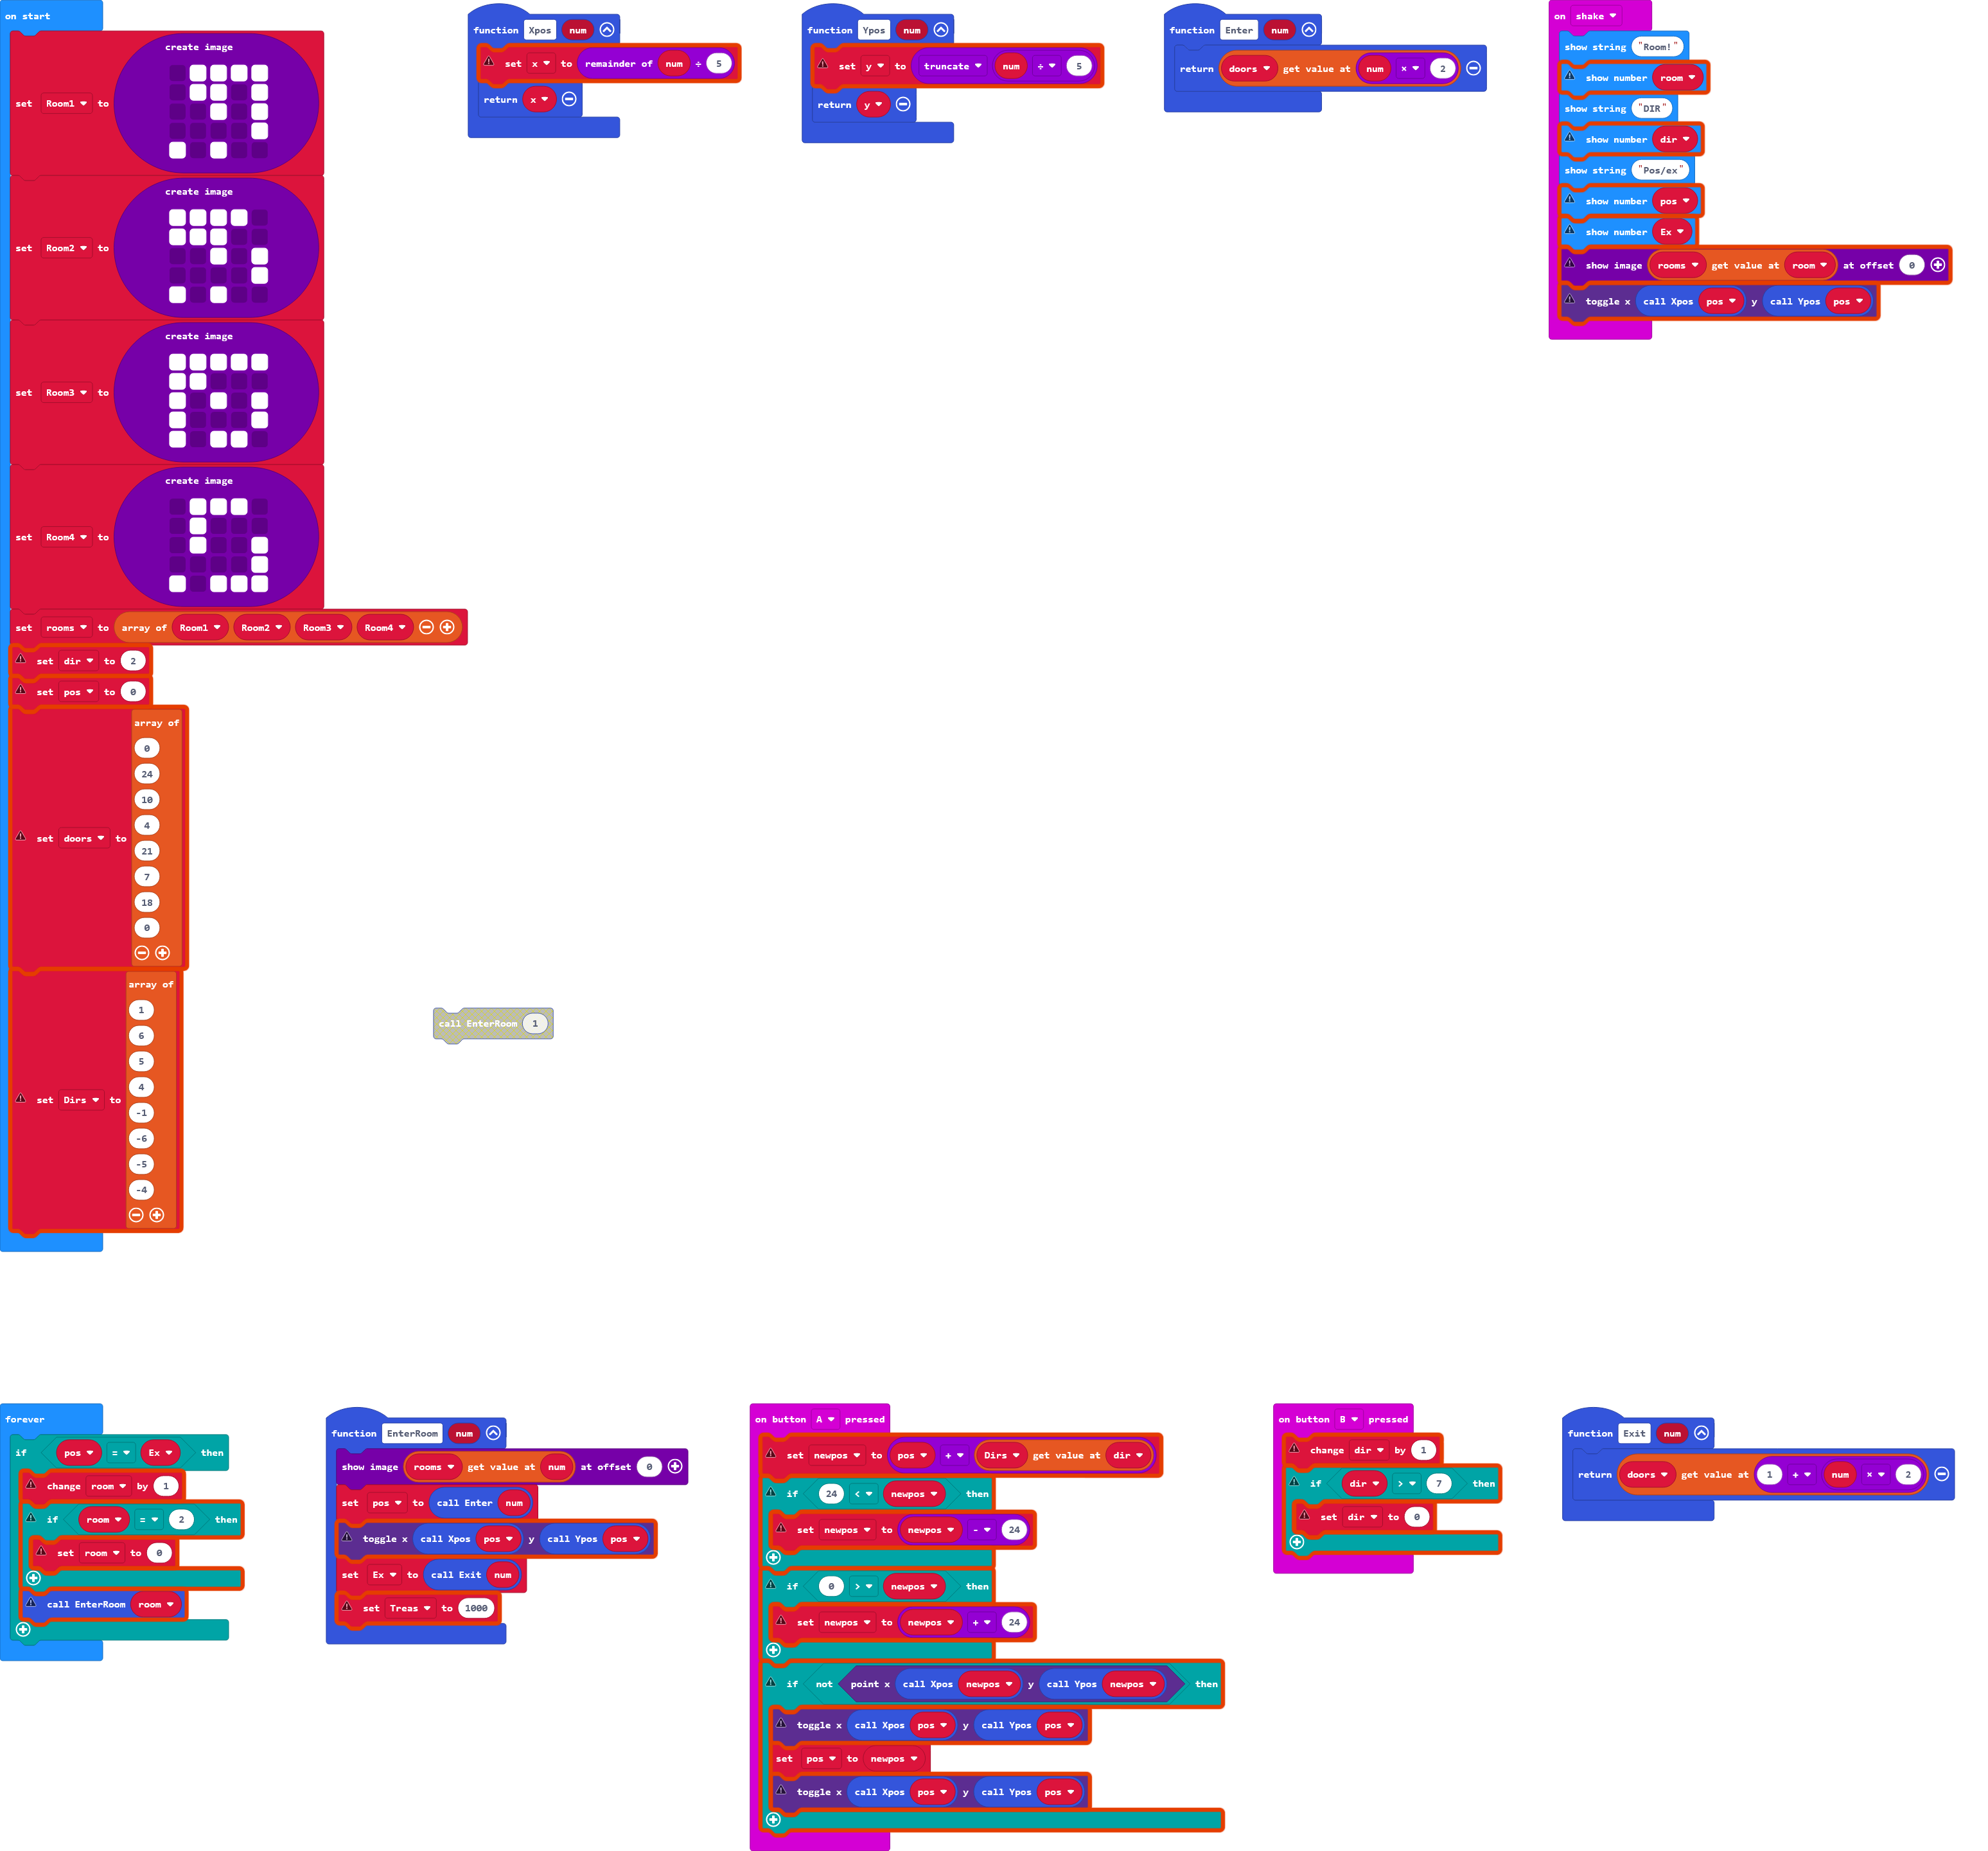 on start
create image
set Room1 to
create image
set Room2 to
create image
set Room3 to
create image
set Room4 to
set rooms to array of Room1 Room2 Room3 Room4
set dir to 2
set pos to 0
array of
0
24
10
4
set doors to
21
7
18
0
array of
1
6
5
4
set Dirs to
-1
-6
-5
-4
function Xpos num
set x to remainder of num ÷ 5
return x
function Ypos num
set y to truncate num ÷ 5
return y
function Enter num
return doors get value at num × 2
on shake
show string "Room!"
show number room
show string "DIR"
show number dir
show string "Pos/ex"
show number pos
show number Ex
show image rooms get value at room at offset 0
toggle x call Xpos pos y call Ypos pos
call EnterRoom 1
forever
if pos = Ex then
change room by 1
if room = 2 then
set room to 0
call EnterRoom room
function EnterRoom num
show image rooms get value at num at offset 0
set pos to call Enter num
toggle x call Xpos pos y call Ypos pos
set Ex to call Exit num
set Treas to 1000
on button A pressed
set newpos to pos + Dirs get value at dir
if 24 < newpos then
set newpos to newpos - 24
if 0 > newpos then
set newpos to newpos + 24
if not point x call Xpos newpos y call Ypos newpos then
toggle x call Xpos pos y call Ypos pos
set pos to newpos
toggle x call Xpos pos y call Ypos pos
on button B pressed
change dir by 1
if dir > 7 then
set dir to 0
function Exit num
return doors get value at 1 + num × 2